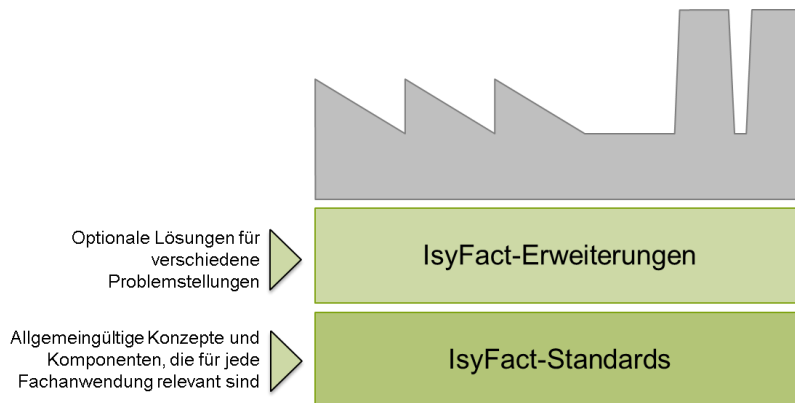 Optionale Lösungen für
verschiedene
Problemstellungen
IsyFact-Erweiterungen
Allgemeingültige Konzepte und
Komponenten, die für jede
Fachanwendung relevant sind
IsyFact-Standards